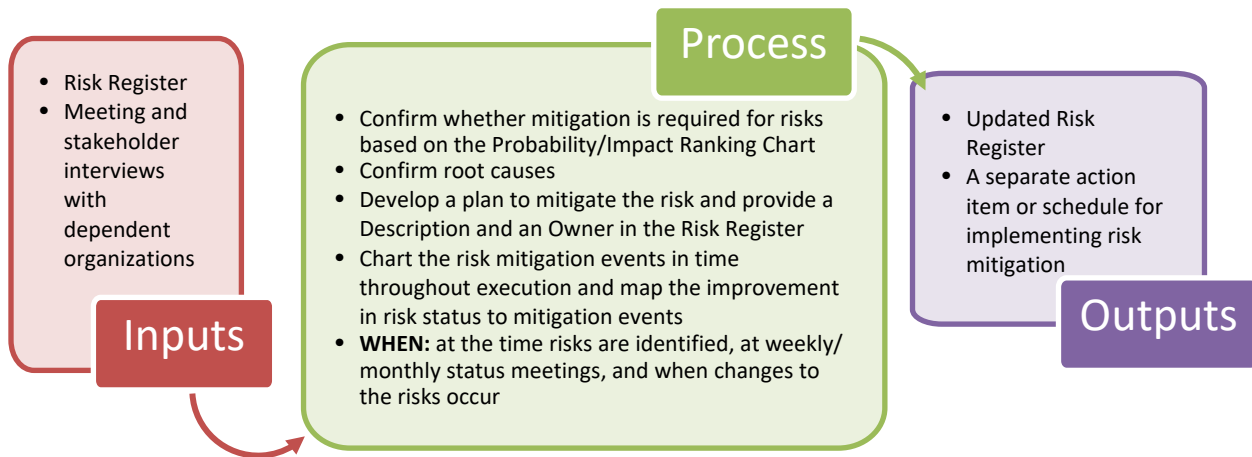 • Risk Register
• Meeting and
stakeholder
interviews
with
dependent
organizations
Inputs
Process
• Confirm whether mitigation is required for risks
based on the Probability/Impact Ranking Chart
• Confirm root causes
• Develop a plan to mitigate the risk and provide a
Description and an Owner in the Risk Register
• Chart the risk mitigation events in time
throughout execution and map the improvement
in risk status to mitigation events
• WHEN: at the time risks are identified, at weekly/
monthly status meetings, and when changes to
the risks occur
• Updated Risk
Register
• A separate action
item or schedule for
implementing risk
mitigation
Outputs